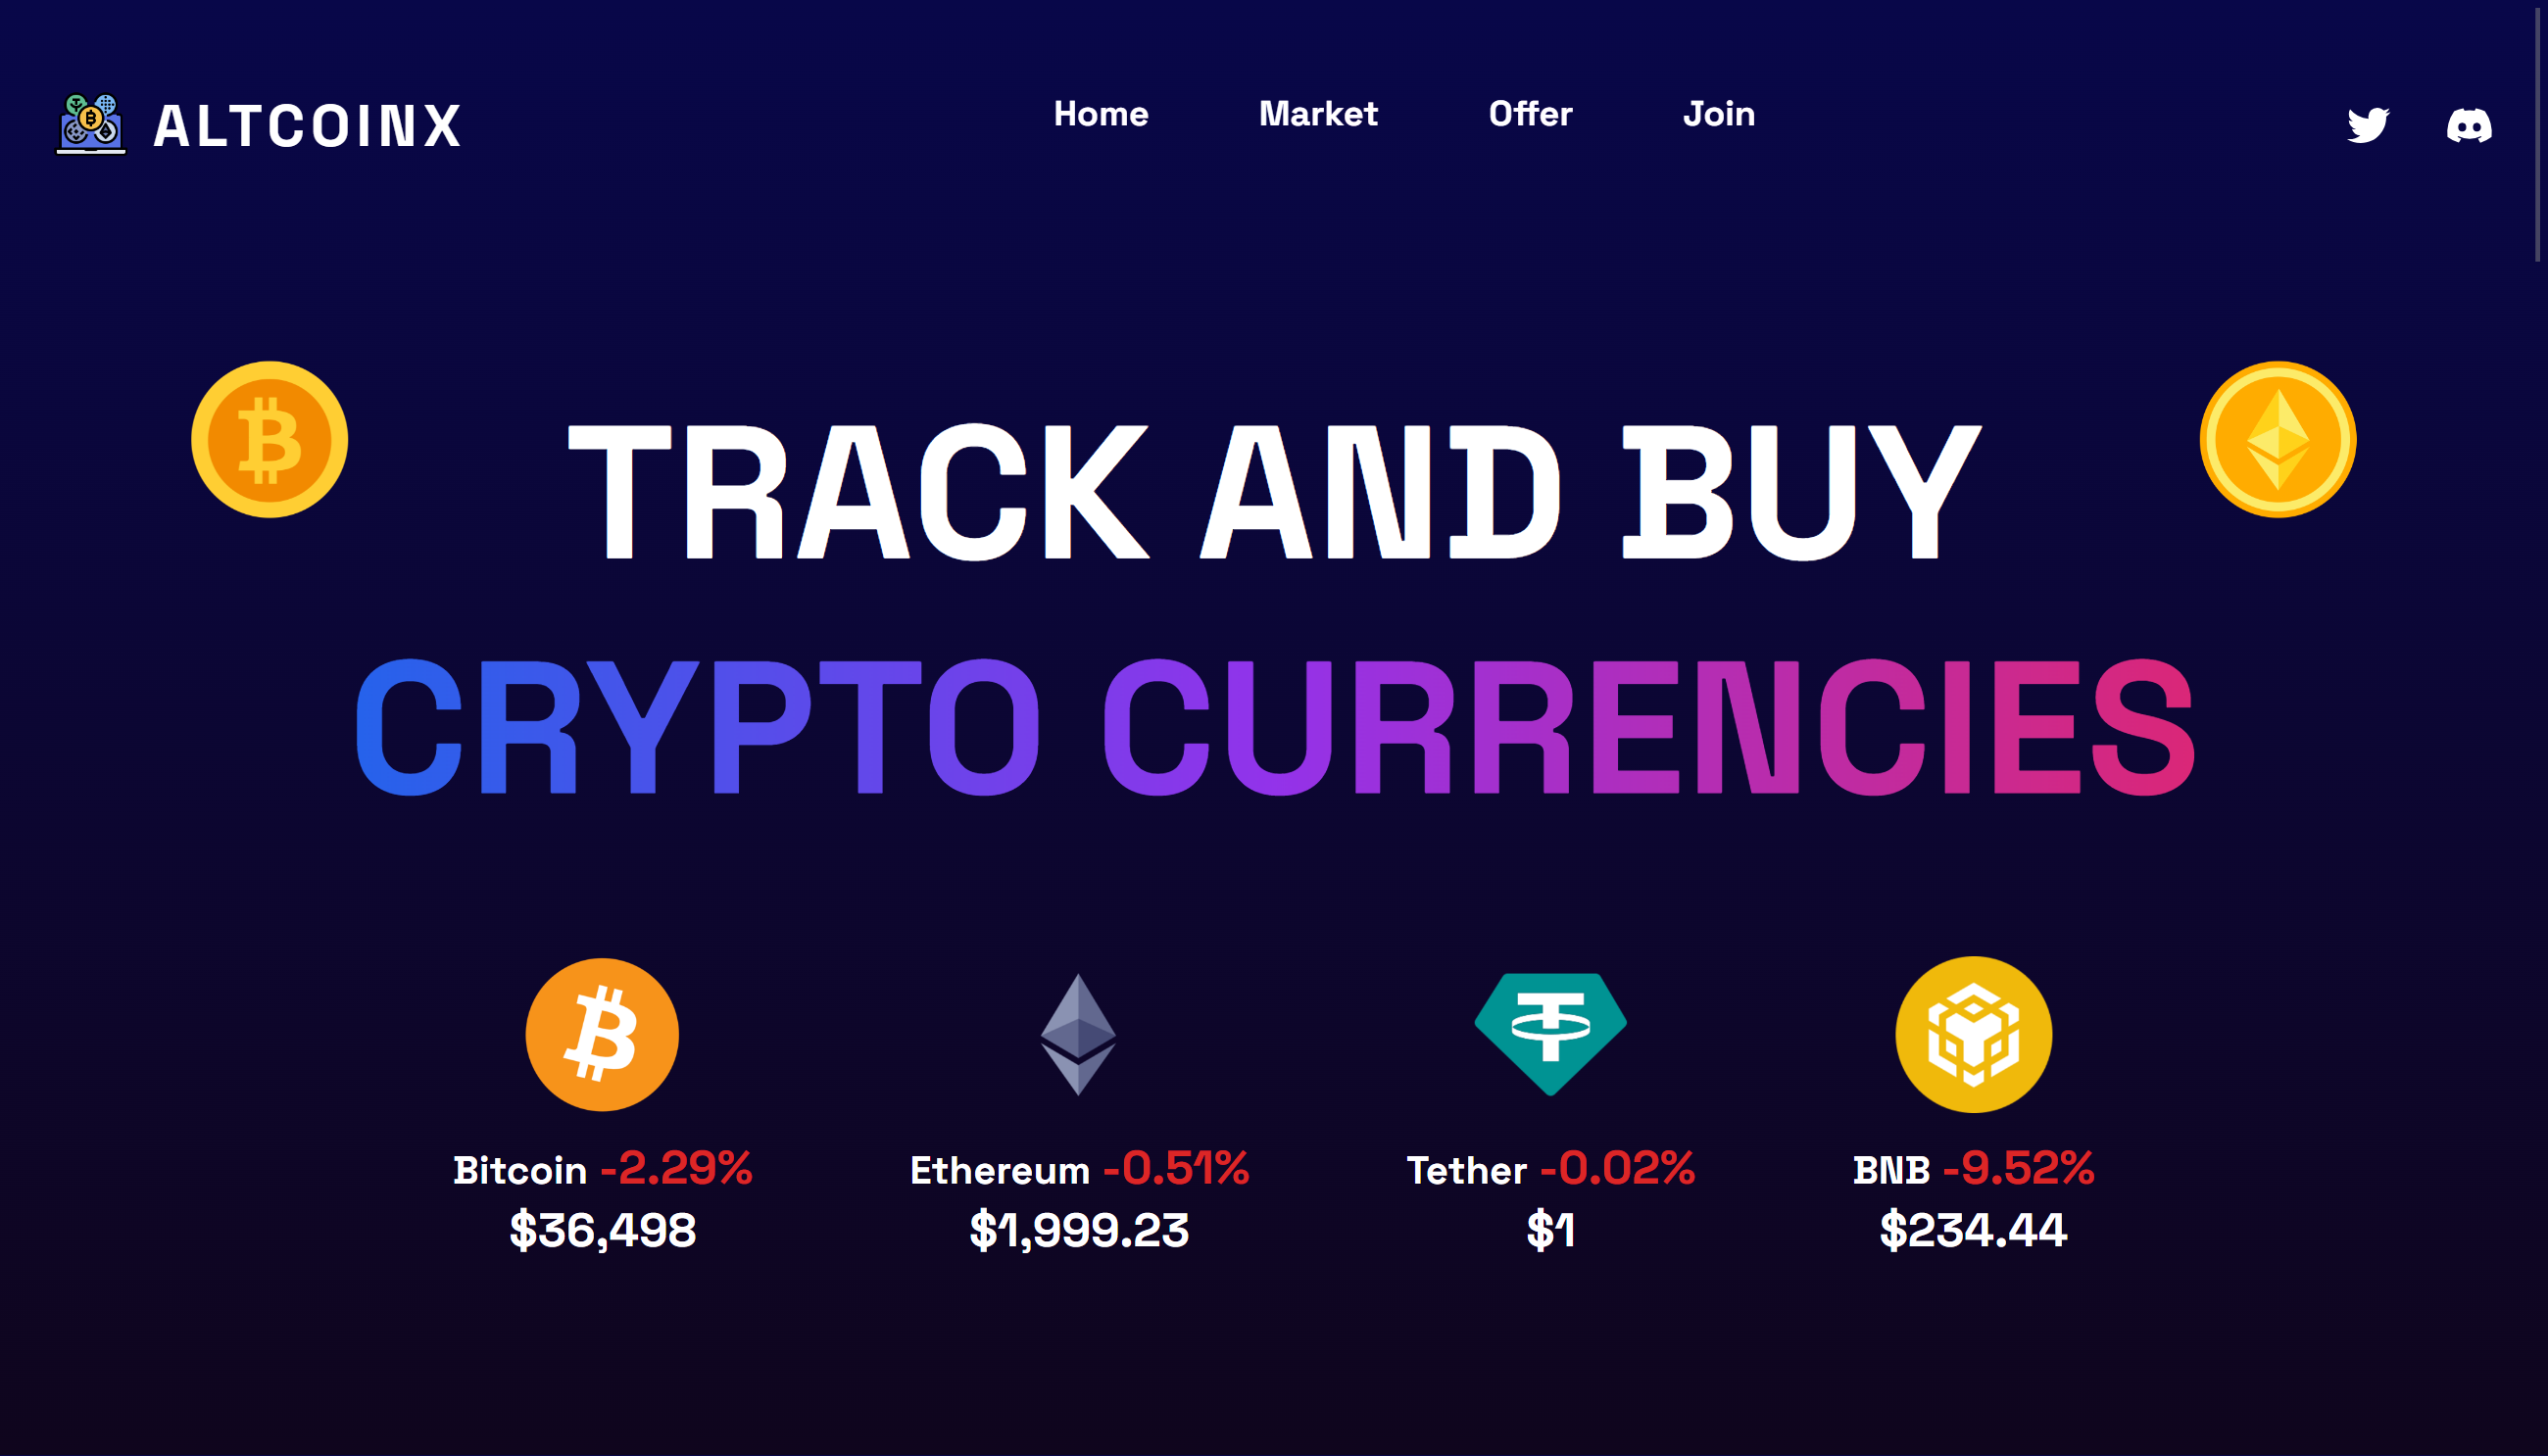 ALTCOINX
Home Market Offer Join
TRACK AND BUY
CRYPTO CURRENCIES
Bitcoin -2.29%
$36,498
Ethereum -0.51%
$1,999.23
Tether -0.02%
$1
BNB -9.52%
$234.44